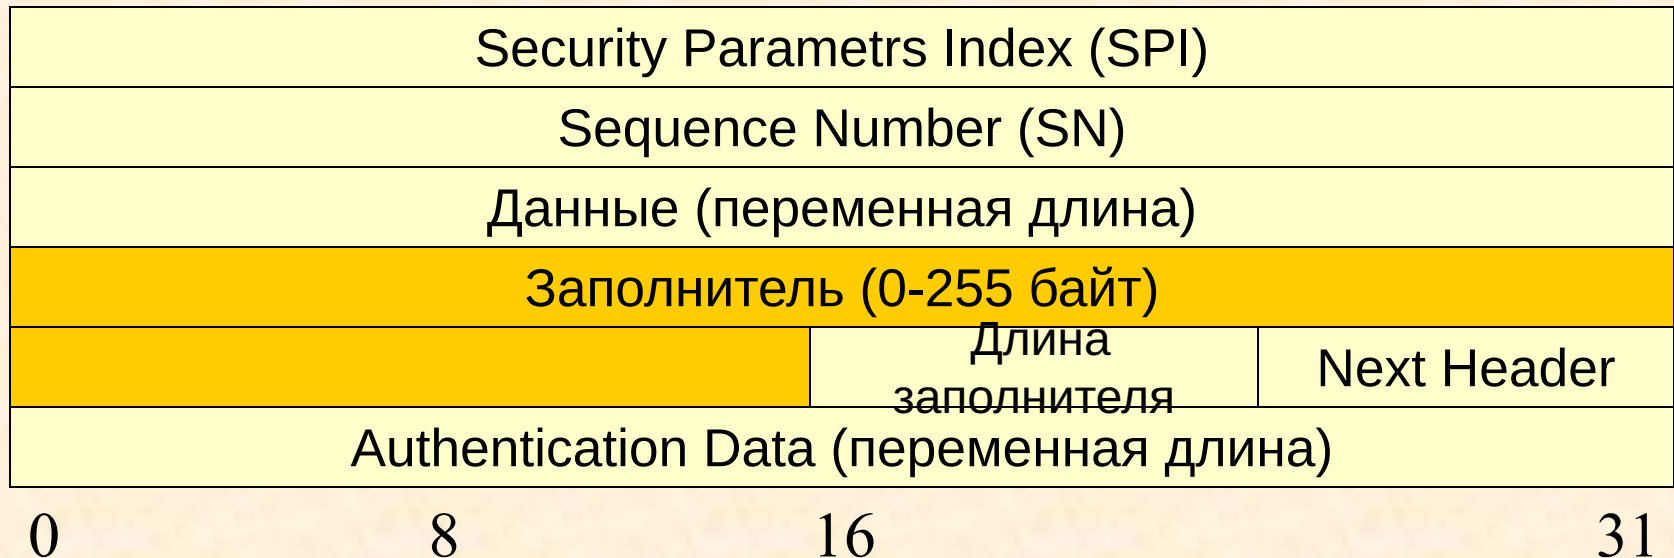 Security Parametrs Index (SPI)
Sequence Number (SN)
Данные (переменная длина)
Заполнитель (0-255 байт)
Длина
заполнителя
Next Header
Authentication Data (переменная длина)
0 8 16 31